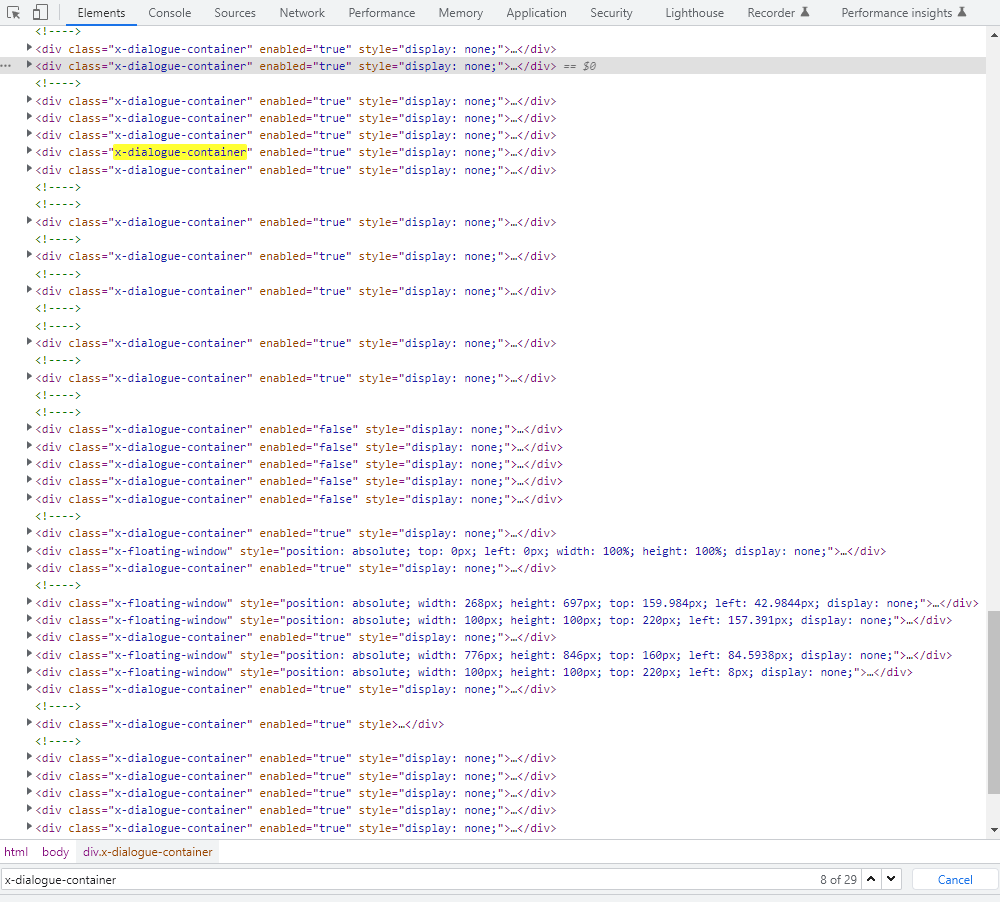 Elements Console Sources Network Performance Memory Application Security Lighthouse Recorder Performance insights
<!---->
<div class="x-dialogue-container" enabled="true" style="display: none;">…</div>
<div class="x-dialogue-container" enabled="true" style="display: none;">…</div> == $0
<!---->
<div class="x-dialogue-container" enabled="true" style="display: none;">…</div>
<div class="x-dialogue-container" enabled="true" style="display: none;">…</div>
<div class="x-dialogue-container" enabled="true" style="display: none;">…</div>
<div class="x-dialogue-container" enabled="true" style="display: none;">…</div>
<div class="x-dialogue-container" enabled="true" style="display: none;">…</div>
<!---->
<!---->
<div class="x-dialogue-container" enabled="true" style="display: none;">…</div>
<!---->
<div class="x-dialogue-container" enabled="true" style="display: none;">…</div>
<!---->
<div class="x-dialogue-container" enabled="true" style="display: none;">…</div>
<!---->
<!---->
<div class="x-dialogue-container" enabled="true" style="display: none;">…</div>
<!---->
<div class="x-dialogue-container" enabled="true" style="display: none;">…</div>
<!---->
<!---->
<div class="x-dialogue-container" enabled="false" style="display: none;">…</div>
<div class="x-dialogue-container" enabled="false" style="display: none;">…</div>
<div class="x-dialogue-container" enabled="false" style="display: none;">…</div>
<div class="x-dialogue-container" enabled="false" style="display: none;">…</div>
<div class="x-dialogue-container" enabled="false" style="display: none;">…</div>
<!---->
<div class="x-dialogue-container" enabled="true" style="display: none;">…</div>
<div class="x-floating-window" style="position: absolute; top: 0px; left: 0px; width: 100%; height: 100%; display: none;">…</div>
<div class="x-dialogue-container" enabled="true" style="display: none;">…</div>
<!---->
<div class="x-floating-window" style="position: absolute; width: 268px; height: 697px; top: 159.984px; left: 42.9844px; display: none;">…</div>
<div class="x-floating-window" style="position: absolute; width: 100px; height: 100px; top: 220px; left: 157.391px; display: none;">…</div>
<div class="x-dialogue-container" enabled="true" style="display: none;">…</div>
<div class="x-floating-window" style="position: absolute; width: 776px; height: 846px; top: 160px; left: 84.5938px; display: none;">…</div>
<div class="x-floating-window" style="position: absolute; width: 100px; height: 100px; top: 220px; left: 8px; display: none;">…</div>
<div class="x-dialogue-container" enabled="true" style="display: none;">…</div>
<!---->
<div class="x-dialogue-container" enabled="true" style>…</div>
<!---->
<div class="x-dialogue-container" enabled="true" style="display: none;">…</div>
<div class="x-dialogue-container" enabled="true" style="display: none;">…</div>
<div class="x-dialogue-container" enabled="true" style="display: none;">…</div>
<div class="x-dialogue-container" enabled="true" style="display: none;">…</div>
<div class="x-dialogue-container" enabled="true" style="display: none;">…</div>
html body div.x-dialogue-container
x-dialogue-container 8 of 29 Cancel